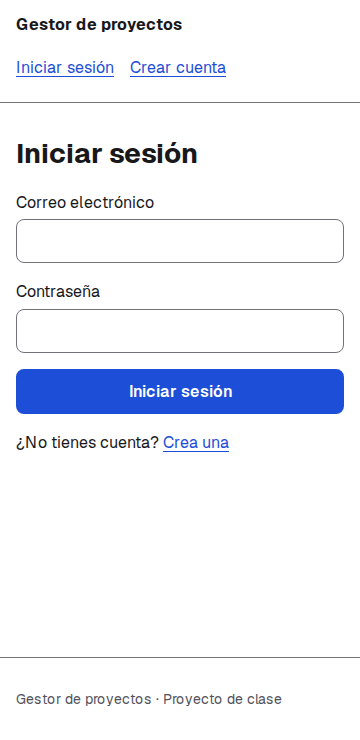 Gestor de proyectos
Iniciar sesión Crear cuenta
Iniciar sesión
Correo electrónico
Contraseña
Iniciar sesión
¿No tienes cuenta? Crea una
Gestor de proyectos · Proyecto de clase